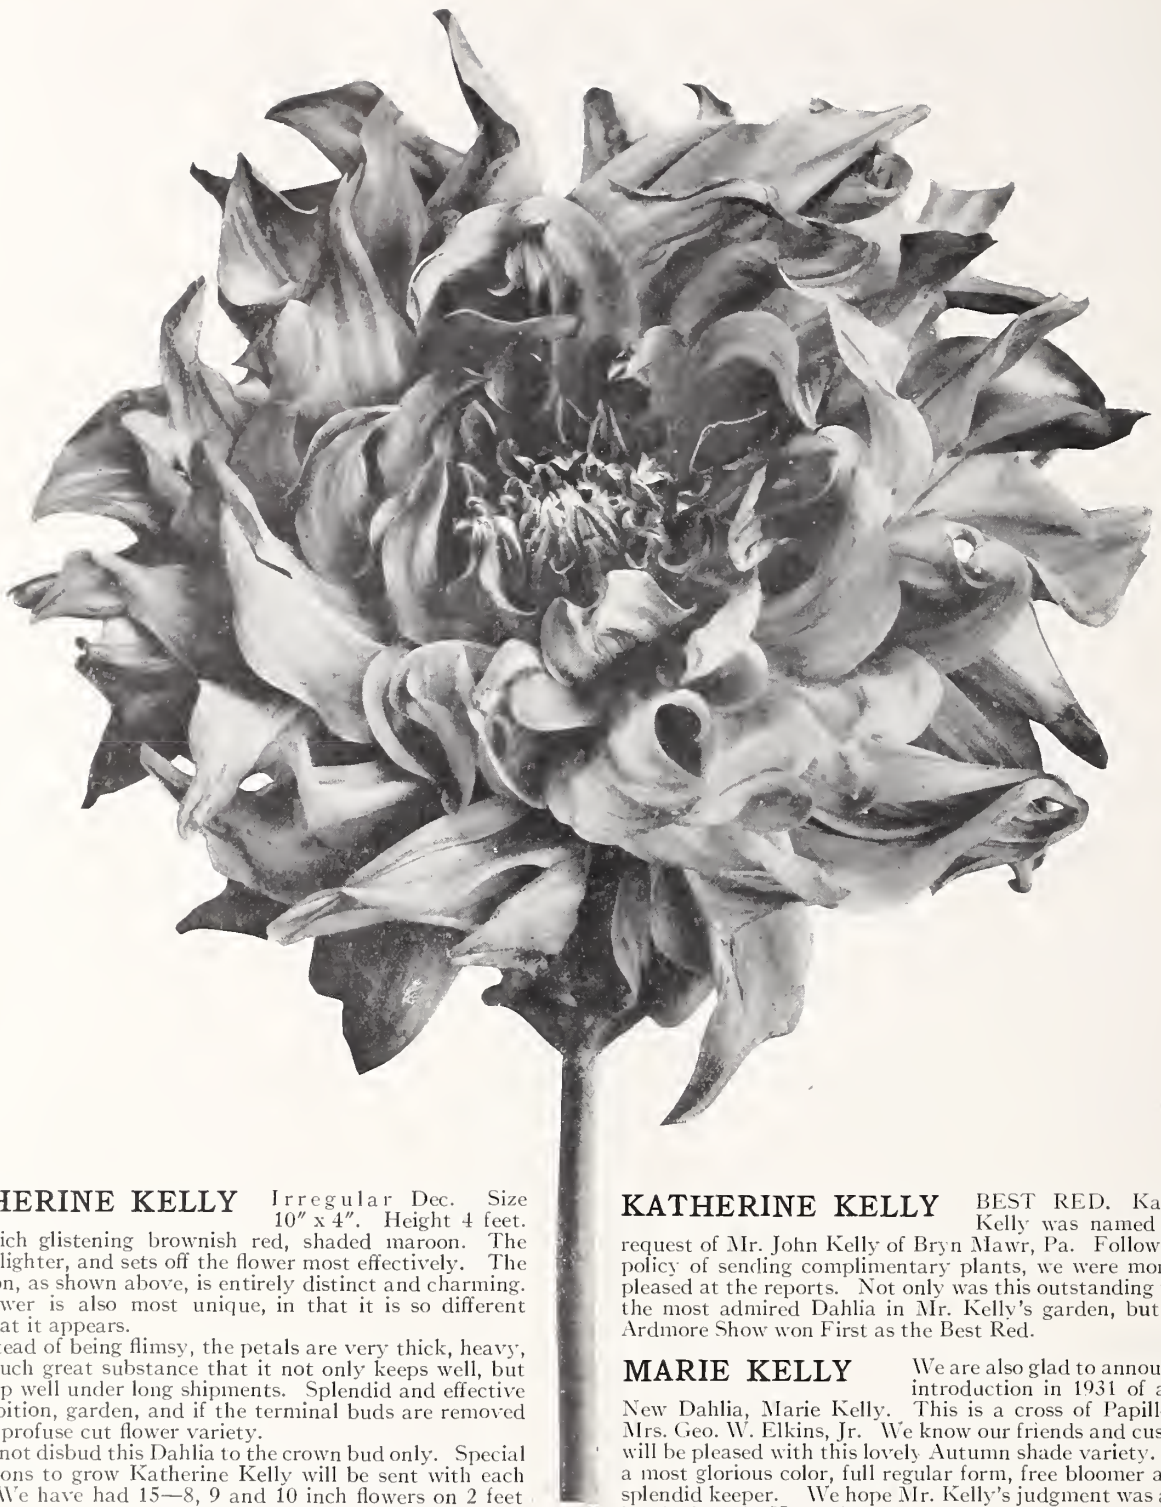 HERINE KELLY Irregular Dec. Size
10" x 4". Height 4 feet.
ich glistening brownish red, shaded maroon. The
lighter, and sets off the flower most effectively. The
n, as shown above, is entirely distinct and charming.
wer is also most unique, in that it is so different
at it appears.
ead of being flimsy, the petals are very thick, heavy,
uch great substance that it not only keeps well, but
p well under long shipments. Splendid and effective
bition, garden, and if the terminal buds are removed
profuse cut flower variety.
not disbud this Dahlia to the crown bud only. Special
ons to grow Katherine Kelly will be sent with each
We have had 15—8, 9 and 10 inch flowers on 2 feet
KATHERINE KELLY BEST RED. Ka
Kelly was named
request of Mr. John Kelly of Bryn Mawr, Pa. Follow
policy of sending complimentary plants, we were mor
pleased at the reports. Not only was this outstanding
the most admired Dahlia in Mr. Kelly's garden, but
Ardmore Show won First as the Best Red.
MARIE KELLY We are also glad to annou
introduction in 1931 of a
New Dahlia, Marie Kelly. This is a cross of Papill
Mrs. Geo. W. Elkins, Jr. We know our friends and cus
will be pleased with this lovely Autumn shade variety.
a most glorious color, full regular form, free bloomer a
splendid keeper. We hope Mr. Kelly's judgment was a